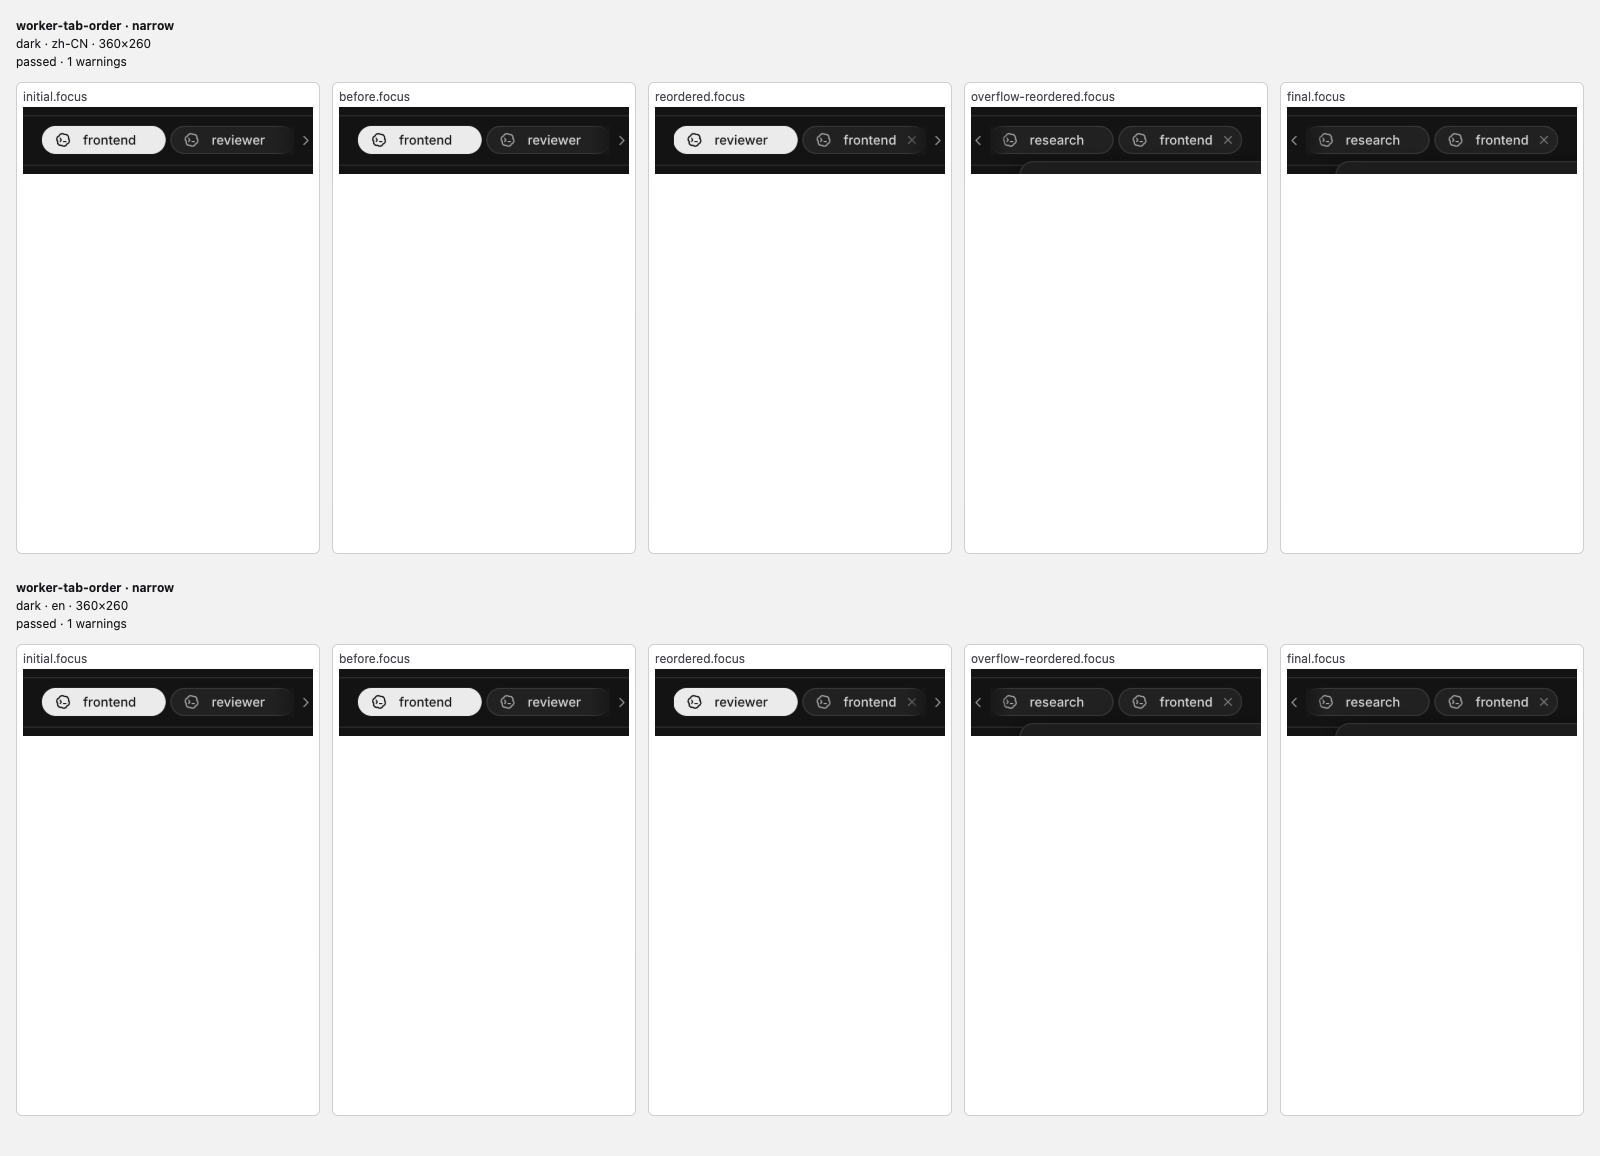 worker-tab-order · narrow
dark · zh-CN · 360×260
passed · 1 warnings
initial.focus
before.focus
reordered.focus
overflow-reordered.focus
final.focus
frontend
reviewer
frontend
reviewer
reviewer
frontend
research
frontend
research
frontend
worker-tab-order · narrow
dark · en · 360×260
passed · 1 warnings
initial.focus
before.focus
reordered.focus
overflow-reordered.focus
final.focus
frontend
reviewer
frontend
reviewer
reviewer
frontend
research
frontend
research
frontend